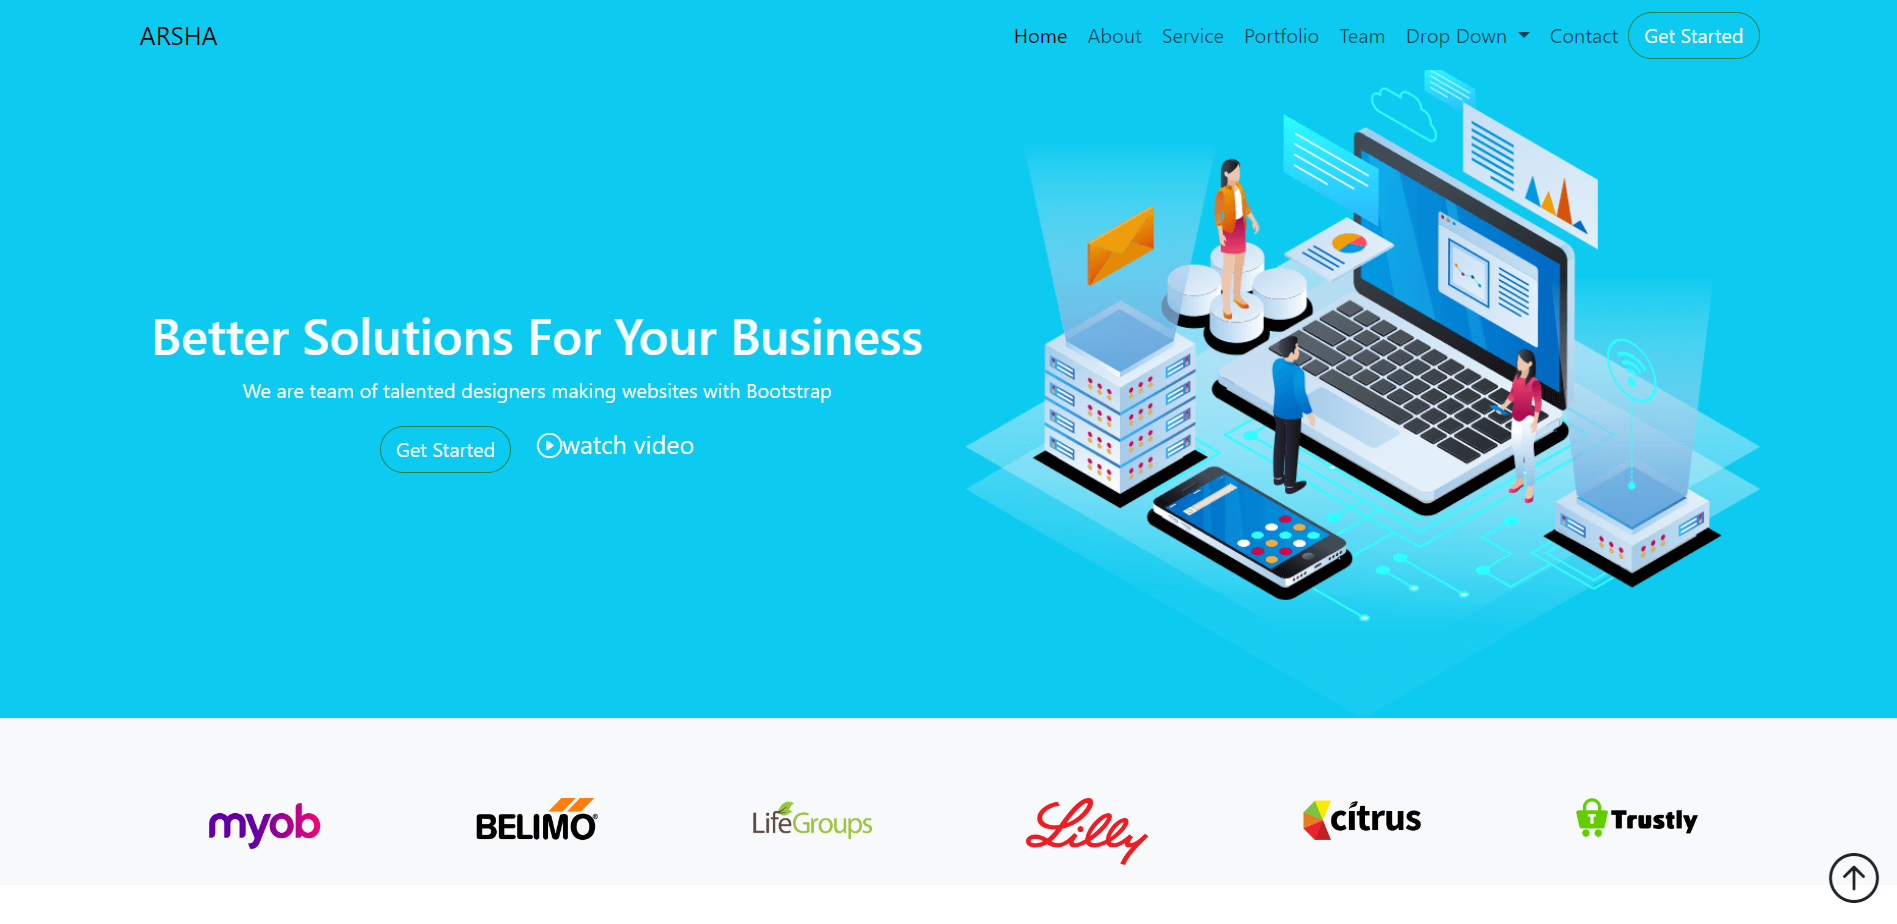 ARSHA Home About Service Portfolio Team Drop Down Contact Get Started
Better Solutions For Your Business
We are team of talented designers making websites with Bootstrap
Get Started watch video
myob BELIMO® LifeGroups Lilly citrus Trustly